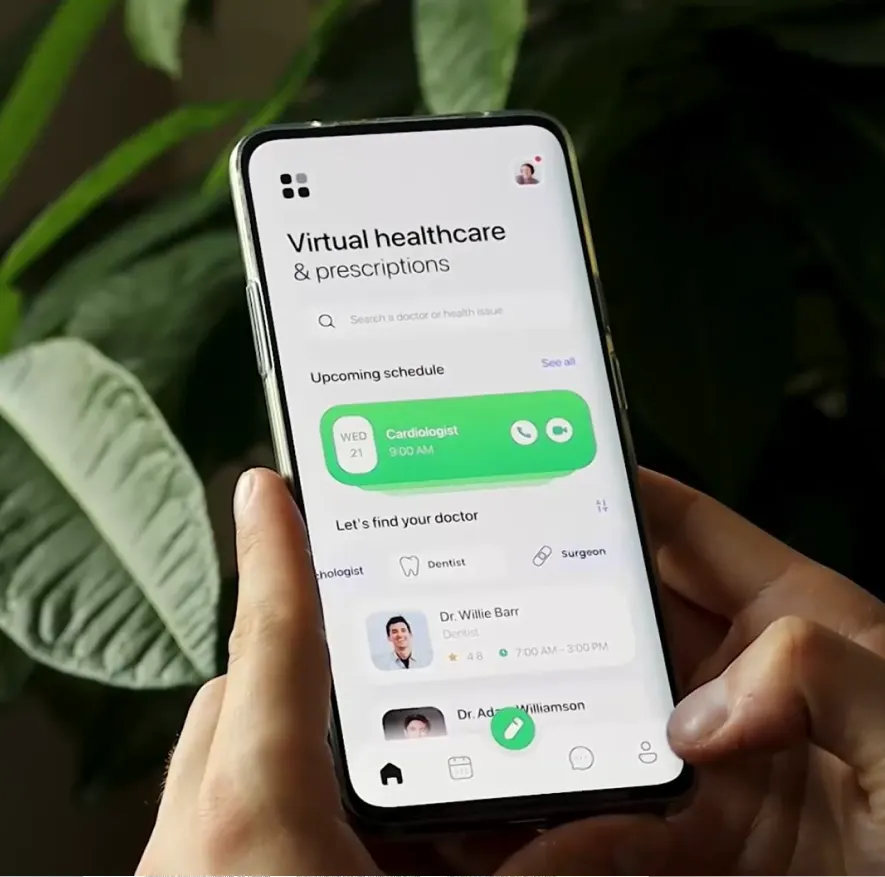 Virtual healthcare
& prescriptions
Search a doctor or health issue
Upcoming schedule
See all
WED
21
Cardiologist
9:00 AM
Let's find your doctor
chologist
Dentist
Surgeon
Dr. Willie Barr
Dentist
4.8
7:00 AM - 3:00 PM
Dr. Ada Williamson